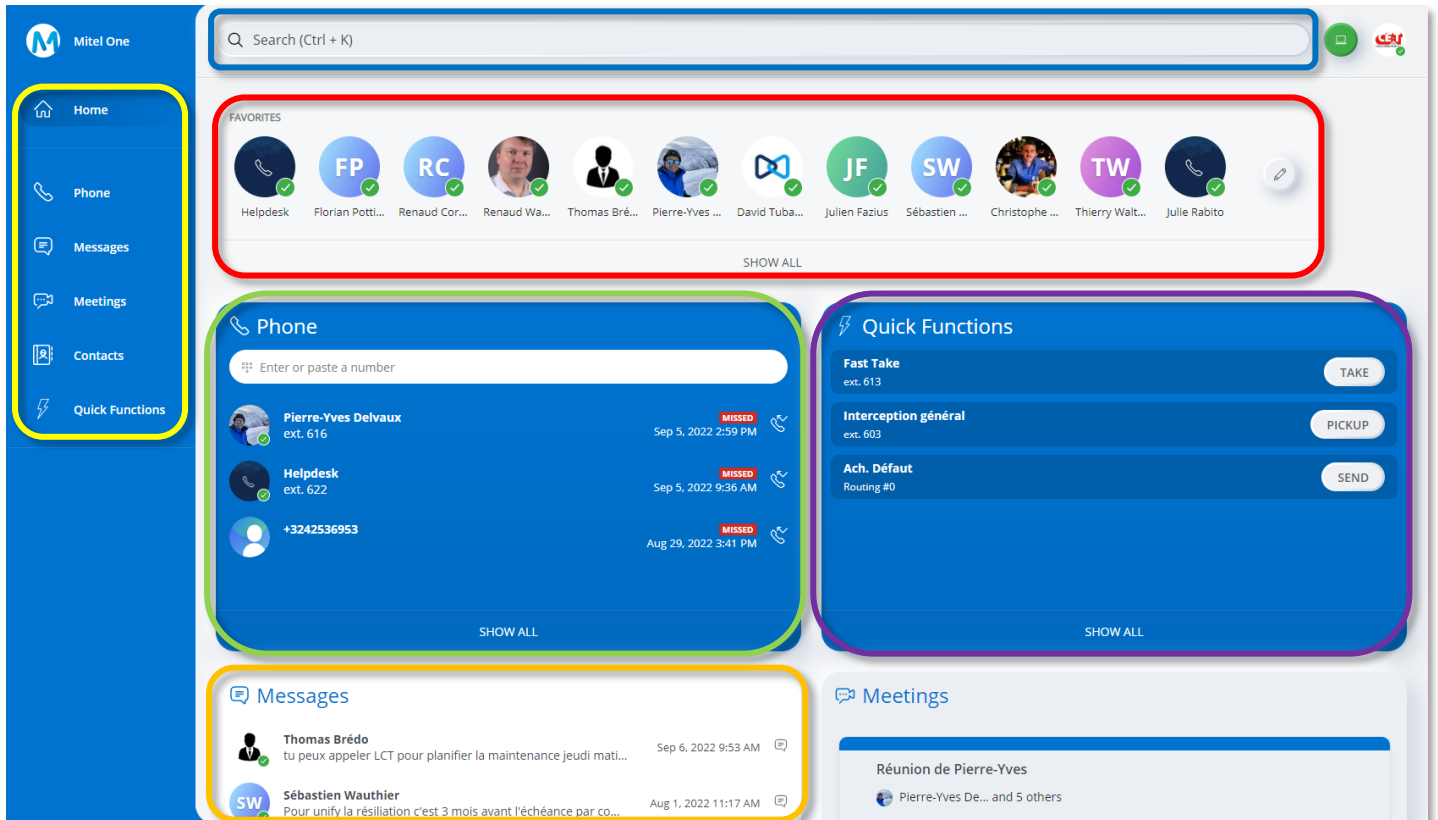 Mitel One
Search (Ctrl + K)
CET
Home
Phone
Messages
Meetings
Contacts
Quick Functions
FAVORITES
FP
RC
JF
SW
TW
Helpdesk
Florian Potti...
Renaud Cor...
Renaud Wa...
Thomas Bré...
Pierre-Yves ...
David Tuba...
Julien Fazius
Sébastien ...
Christophe ...
Thierry Walt...
Julie Rabito
SHOW ALL
Phone
Enter or paste a number
Pierre-Yves Delvaux
MISSED
ext. 616
Sep 5, 2022 2:59 PM
Helpdesk
MISSED
ext. 622
Sep 5, 2022 9:36 AM
+3242536953
MISSED
Aug 29, 2022 3:41 PM
SHOW ALL
Quick Functions
Fast Take
ext. 613
TAKE
Interception général
ext. 603
PICKUP
Ach. Défaut
Routing #0
SEND
SHOW ALL
Messages
Thomas Brédo
tu peux appeler LCT pour planifier la maintenance jeudi mati...
Sep 6, 2022 9:53 AM
SW
Sébastien Wauthier
Pour unify la résiliation c'est 3 mois avant l'échéance par co...
Aug 1, 2022 11:17 AM
Meetings
Réunion de Pierre-Yves
Pierre-Yves De... and 5 others